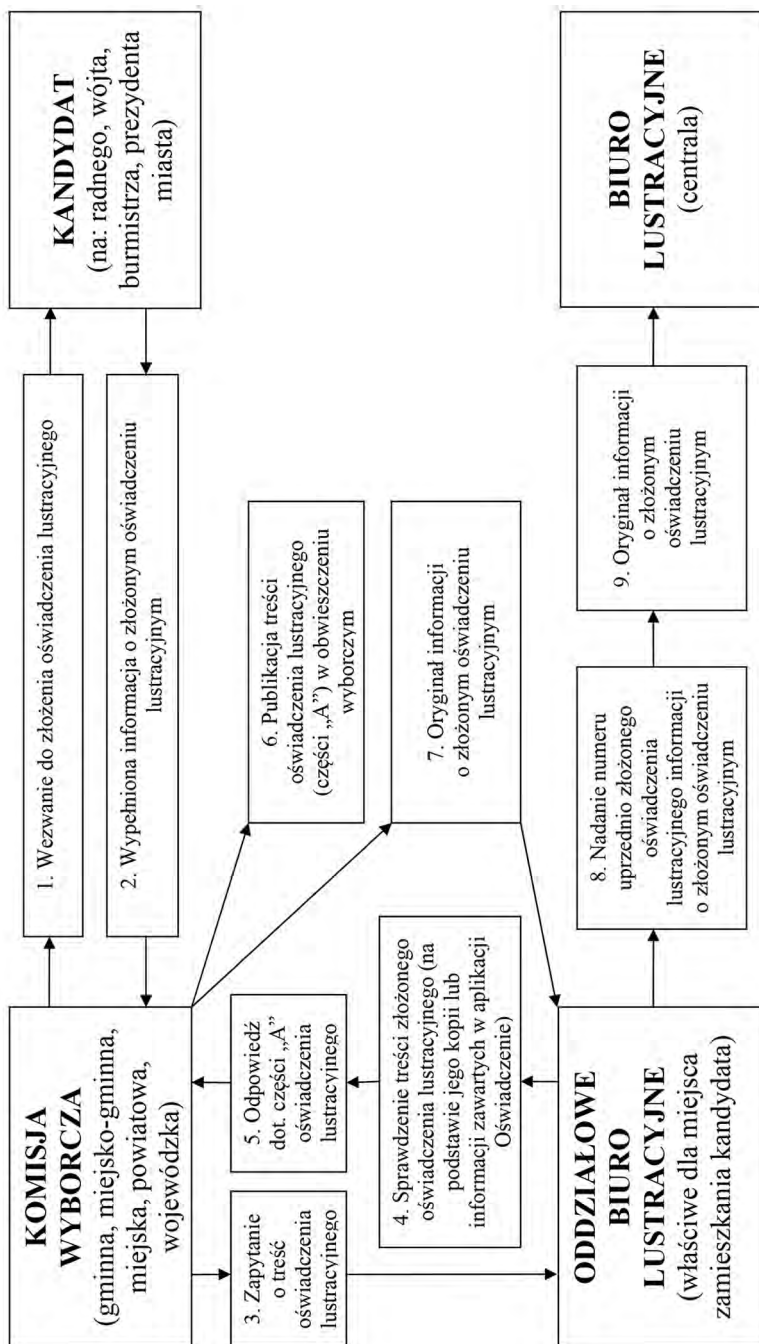 KOMISJA
WYBORCZA
(gminna, miejsko-gminna,
miejska, powiatowa,
wojewódzka)
1. Wezwanie do złożenia oświadczenia lustracyjnego
2. Wypełniona informacja o złożonym oświadczeniu
lustracyjnym
KANDYDAT
(na: radnego, wójta,
burmistrza, prezydenta
miasta)
3. Zapytanie
o treść
oświadczenia
lustracyjnego
5. Odpowiedź
dot. części „A”
oświadczenia
lustracyjnego
4. Sprawdzenie treści złożonego
oświadczenia lustracyjnego (na
podstawie jego kopii lub
informacji zawartych w aplikacji
Oświadczenie)
6. Publikacja treści
oświadczenia lustracyjnego
(części „A”) w obwieszczeniu
wyborczym
7. Oryginał informacji
o złożonym oświadczeniu
lustracyjnym
ODDZIAŁOWE
BIURO
LUSTRACYJNE
(właściwe dla miejsca
zamieszkania kandydata)
8. Nadanie numeru
uprzednio złożonego
oświadczenia
lustracyjnego informacji
o złożonym oświadczeniu
lustracyjnym
9. Oryginał informacji
o złożonym
oświadczeniu
lustracyjnym
BIURO
LUSTRACYJNE
(centrala)